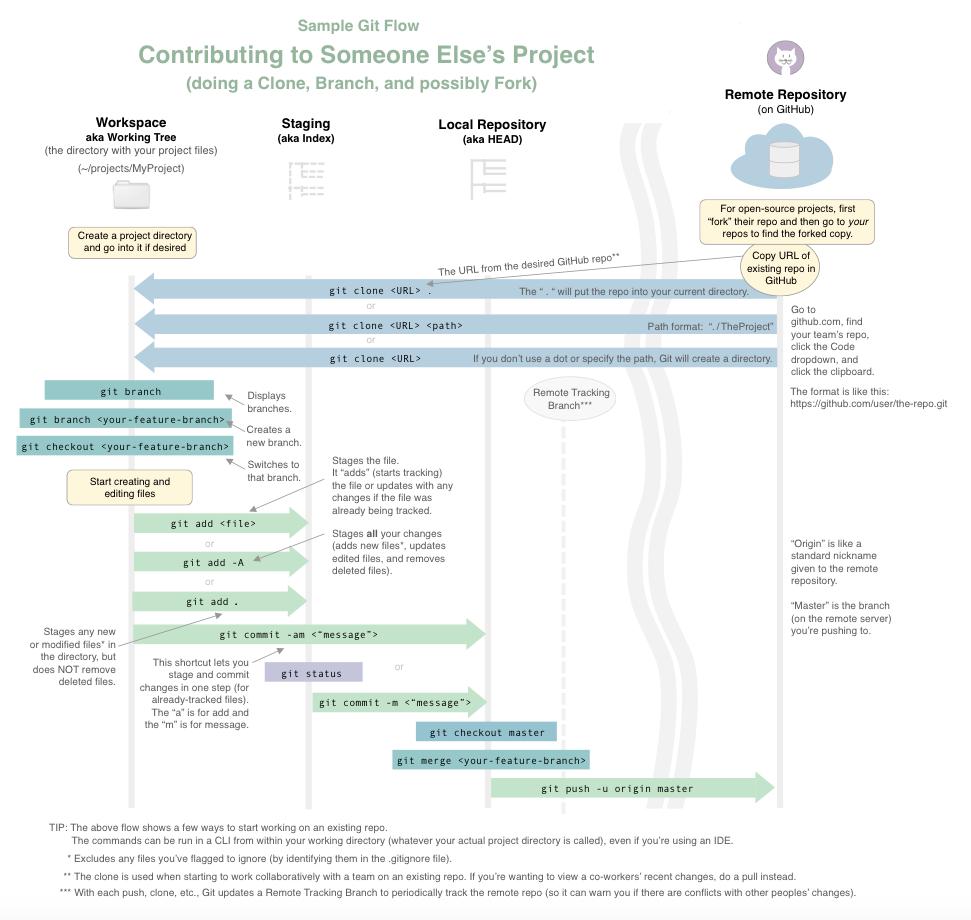 Sample Git Flow
Contributing to Someone Else's Project
(doing a Clone, Branch, and possibly Fork)
Remote Repository
(on GitHub)
Workspace
aka Working Tree
(the directory with your project files)
(~/projects/MyProject)
Staging
(aka Index)
Local Repository
(aka HEAD)
For open-source projects, first
“fork” their repo and then go to your
repos to find the forked copy.
Create a project directory
and go into it if desired
Copy URL of
existing repo in
GitHub
The URL from the desired GitHub repo**
git clone <URL> .
The “ . “ will put the repo into your current directory.
or
git clone <URL> <path>
Path format: “./TheProject”
or
git clone <URL>
If you don’t use a dot or specify the path, Git will create a directory.
Go to
github.com, find
your team’s repo,
click the Code
dropdown, and
click the clipboard.
The format is like this:
https://github.com/user/the-repo.git
git branch
Displays
branches.
Remote Tracking
Branch***
git branch <your-feature-branch>
Creates a
new branch.
git checkout <your-feature-branch>
Switches to
that branch.
Start creating and
editing files
Stages the file.
It “adds” (starts tracking)
the file or updates with any
changes if the file was
already being tracked.
git add <file>
or
Stages all your changes
(adds new files*, updates
edited files, and removes
deleted files).
git add -A
or
git add .
“Origin” is like a
standard nickname
given to the remote
repository.
“Master” is the branch
(on the remote server)
you’re pushing to.
Stages any new
or modified files* in
the directory, but
does NOT remove
deleted files.
git commit -am <“message”>
This shortcut lets you
stage and commit
changes in one step (for
already-tracked files).
The “a” is for add and
the “m” is for message.
git status
or
git commit -m <“message”>
git checkout master
git merge <your-feature-branch>
git push -u origin master
TIP: The above flow shows a few ways to start working on an existing repo.
The commands can be run in a CLI from within your working directory (whatever your actual project directory is called), even if you’re using an IDE.
* Excludes any files you’ve flagged to ignore (by identifying them in the .gitignore file).
** The clone is used when starting to work collaboratively with a team on an existing repo. If you’re wanting to view a co-workers’ recent changes, do a pull instead.
*** With each push, clone, etc., Git updates a Remote Tracking Branch to periodically track the remote repo (so it can warn you if there are conflicts with other peoples’ changes).